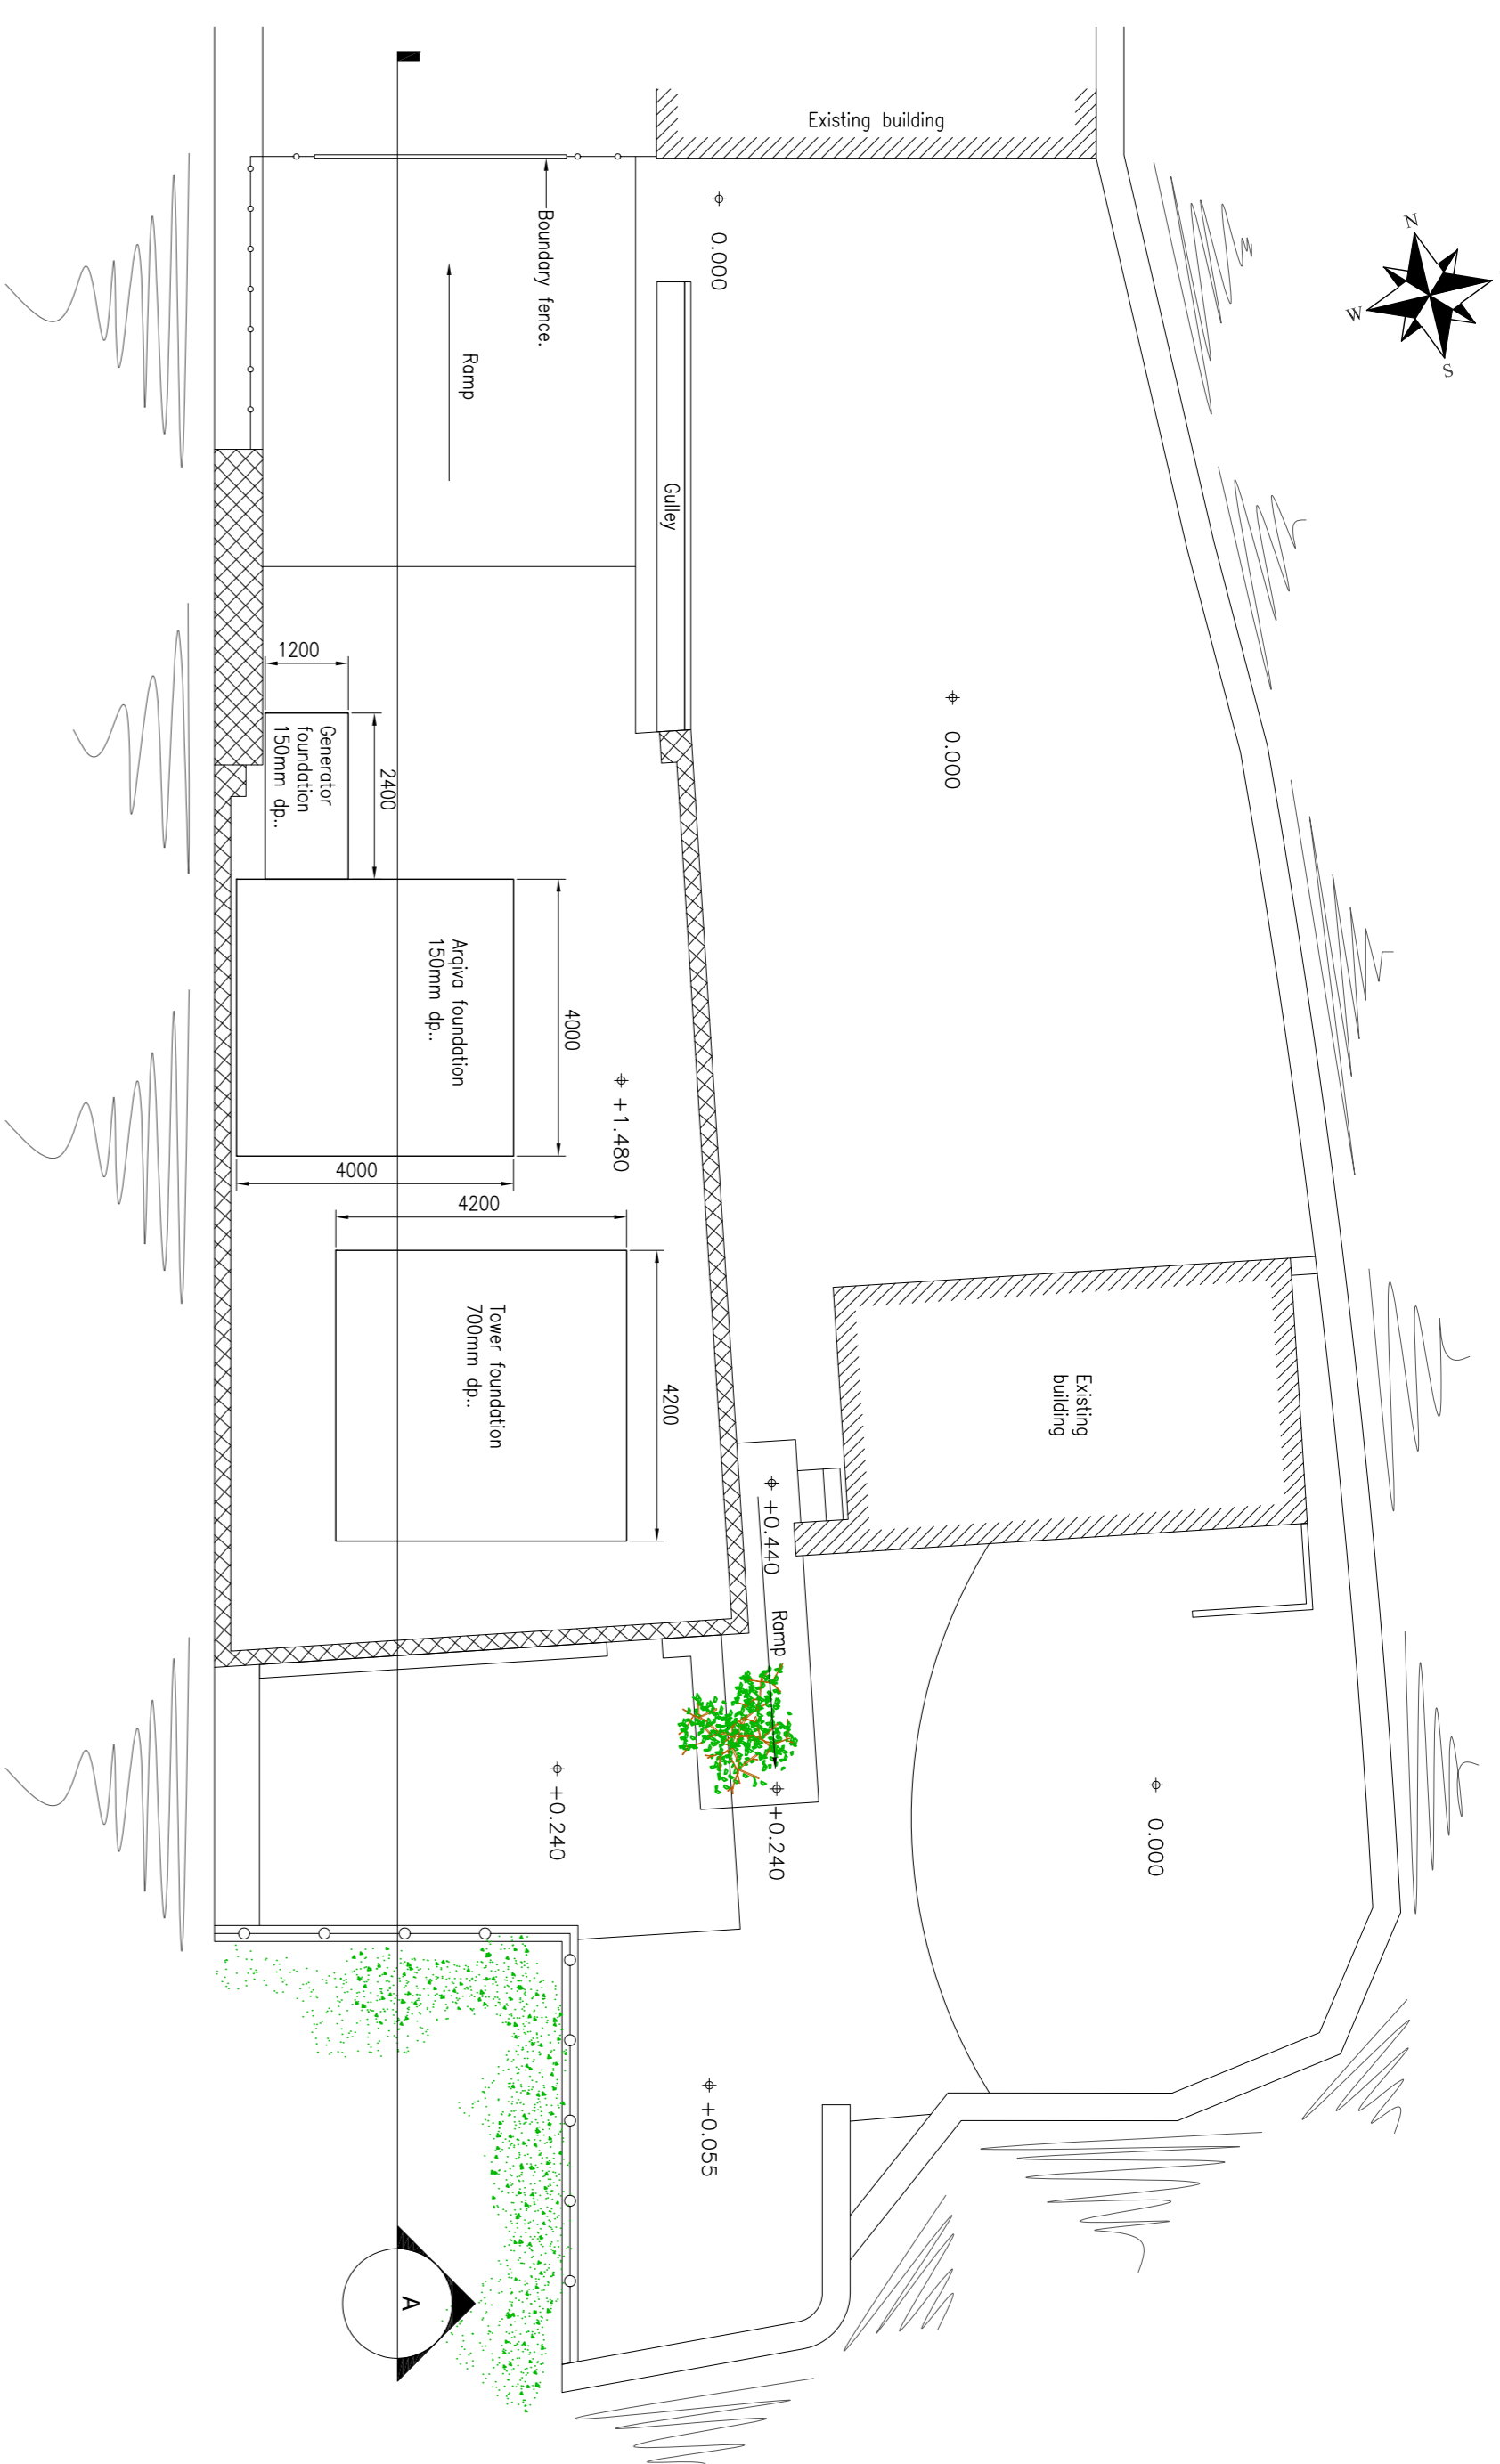 Existing building
N
W
S
0.000
Boundary fence.
Ramp
Gulley
0.000
1200
2400
Generator
foundation
150mm dp..
4000
Arqiva foundation
150mm dp..
+1.480
4000
4200
4200
Tower foundation
700mm dp..
Existing
building
+0.440
Ramp
+0.240
+0.240
0.000
+0.055
A